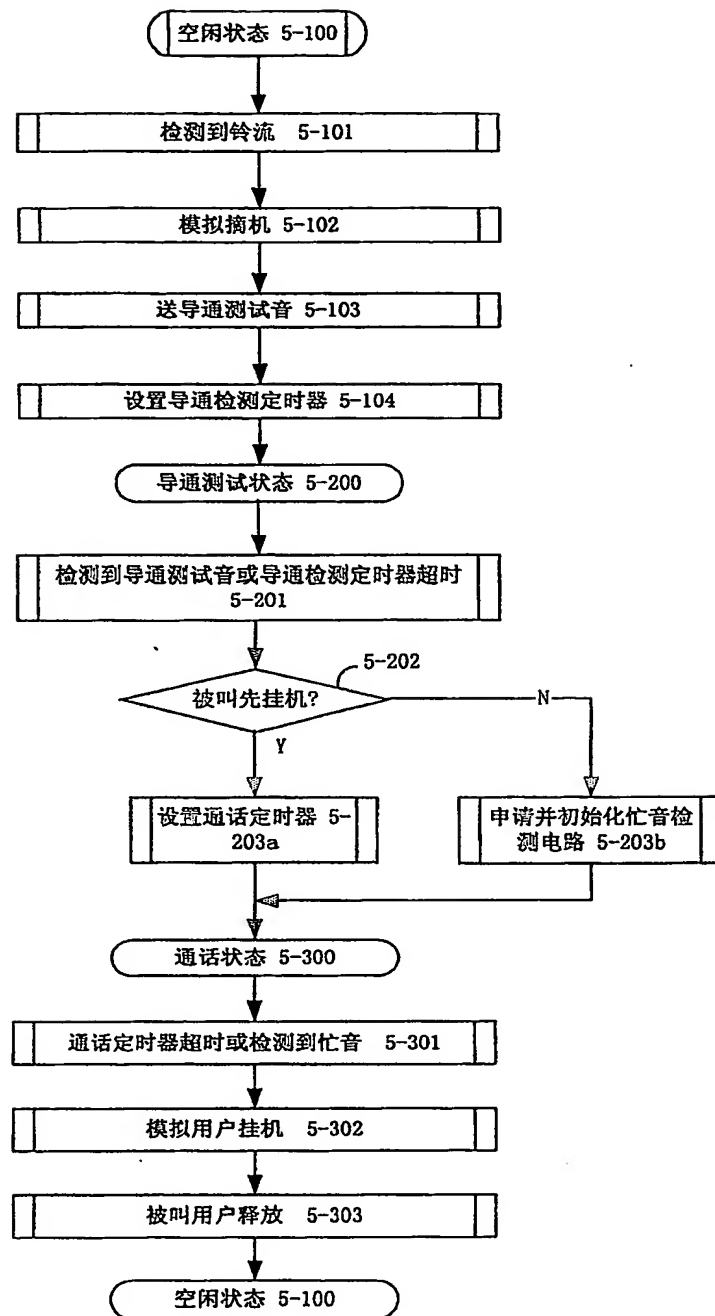 空闲状态 5-100
检测到铃流 5-101
模拟摘机 5-102
送导通测试音 5-103
设置导通检测定时器 5-104
导通测试状态 5-200
检测到导通测试音或导通检测定时器超时
5-201
5-202
被叫先挂机?
N
Y
设置通话定时器 5-
203a
申请并初始化忙音检
测电路 5-203b
通话状态 5-300
通话定时器超时或检测到忙音 5-301
模拟用户挂机 5-302
被叫用户释放 5-303
空闲状态 5-100